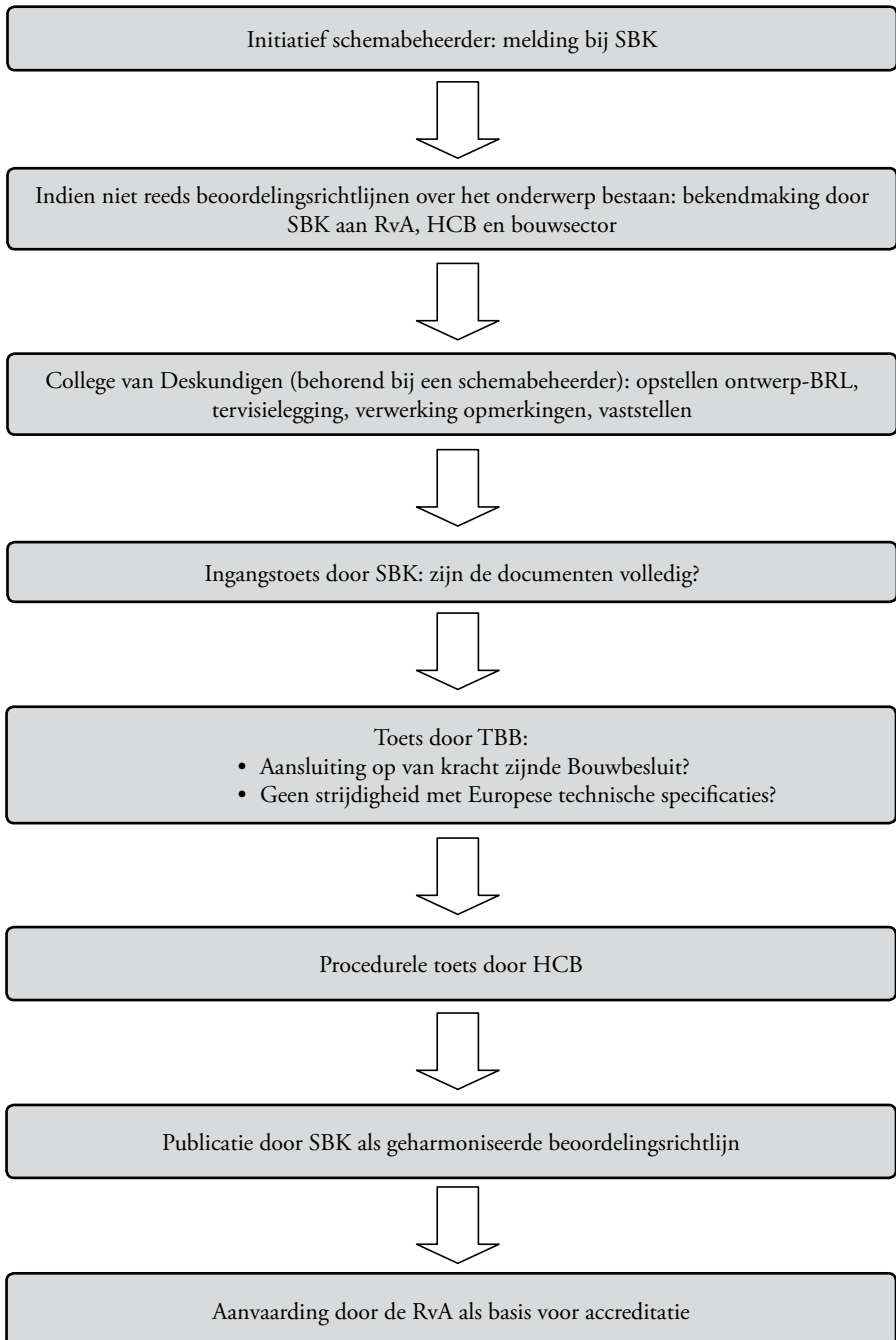 Initiatief schemabeheerder: melding bij SBK
Indien niet reeds beoordelingsrichtlijnen over het onderwerp bestaan: bekendmaking door
SBK aan RvA, HCB en bouwsector
College van Deskundigen (behorend bij een schemabeheerder): opstellen ontwerp-BRL,
tervisielegging, verwerking opmerkingen, vaststellen
Ingangstoets door SBK: zijn de documenten volledig?
Toets door TBB:
• Aansluiting op van kracht zijnde Bouwbesluit?
• Geen strijdigheid met Europese technische specificaties?
Procedurele toets door HCB
Publicatie door SBK als geharmoniseerde beoordelingsrichtlijn
Aanvaarding door de RvA als basis voor accreditatie